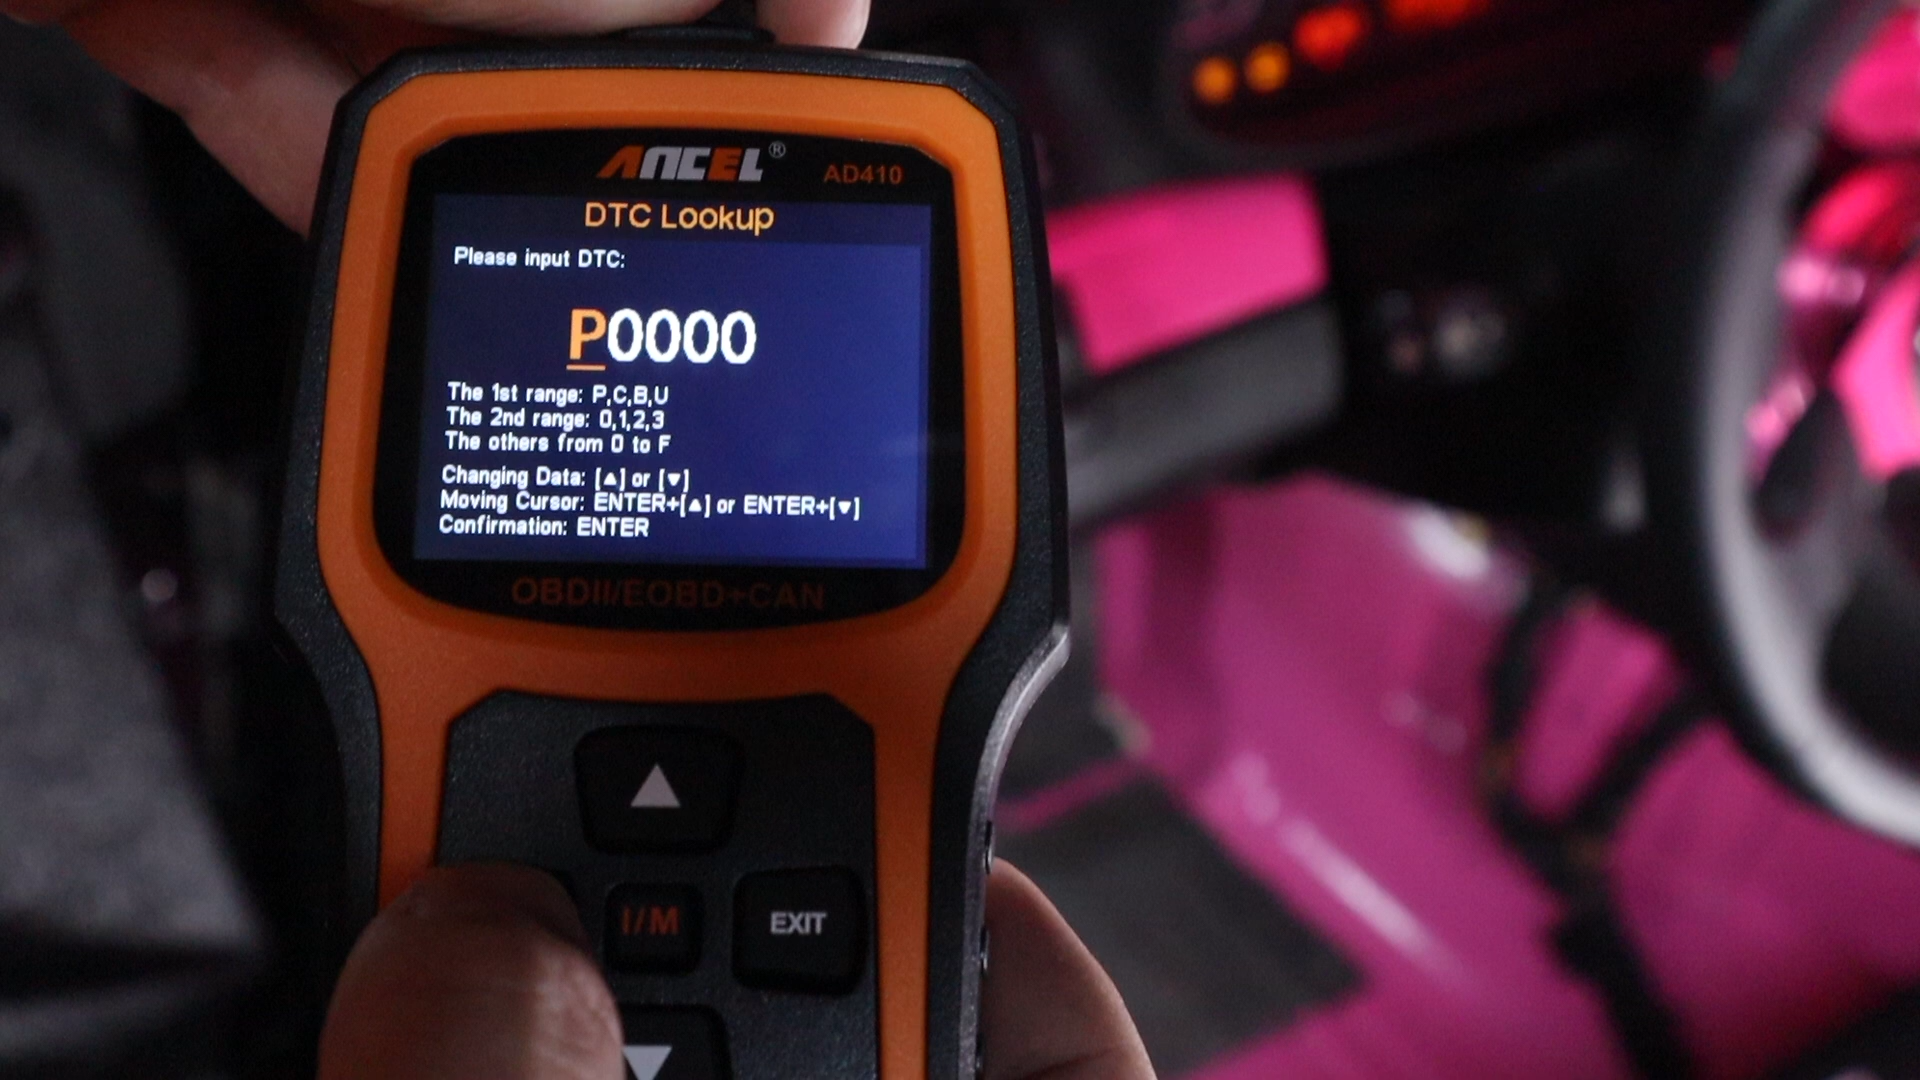 ANCEL® AD410
DTC Lookup
Please input DTC:
P0000
The 1st range: P,C,B,U
The 2nd range: 0,1,2,3
The others from 0 to F
Changing Data: [▲] or [▼]
Moving Cursor: ENTER+[▲] or ENTER+[▼]
Confirmation: ENTER
OBDII/EOBD+CAN
I/M EXIT